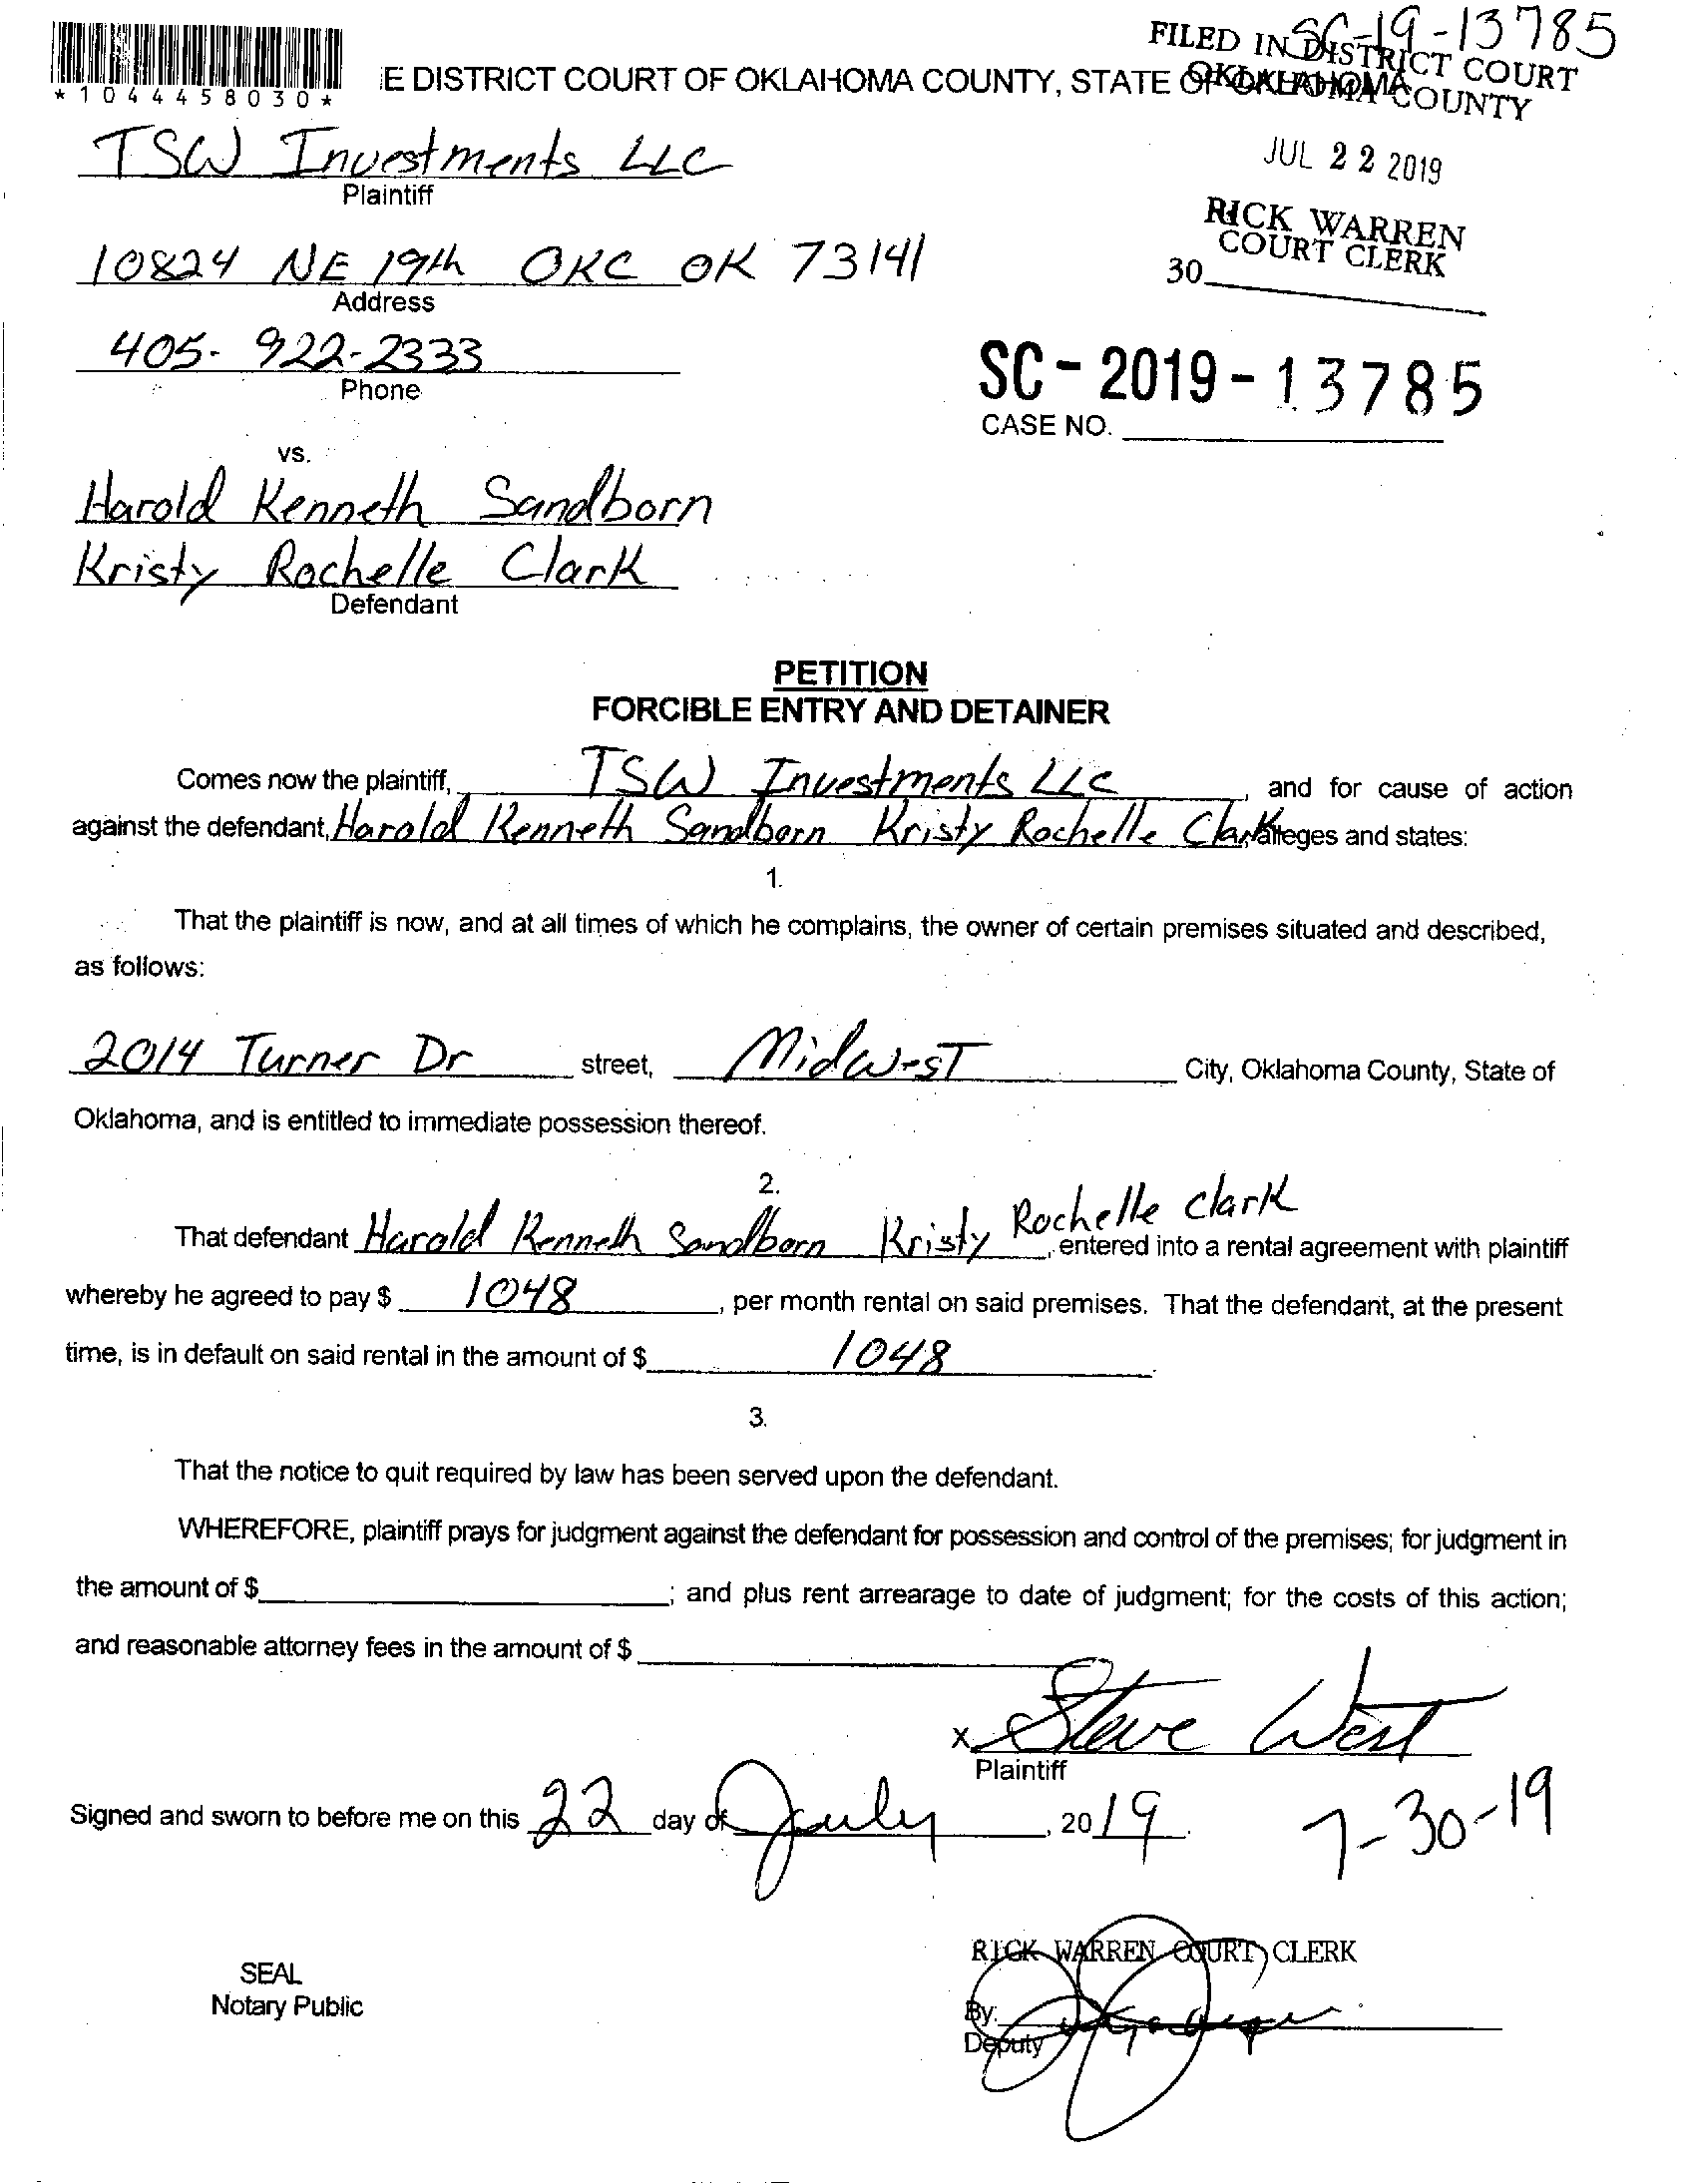 SC-19-13785
FILED IN DISTRICT COURT
OKLAHOMA COUNTY
*1044458030*
E DISTRICT COURT OF OKLAHOMA COUNTY, STATE OF OKLAHOMA
JUL 22 2019
RICK WARREN
COURT CLERK
30
TSW Investments LLC
Plaintiff
10824 NE 19th OKC OK 73141
Address
405-922-2333
Phone
SC-2019-13785
CASE NO.
vs.
Harold Kenneth Sandborn
Kristy Rochelle Clark
Defendant
PETITION
FORCIBLE ENTRY AND DETAINER
Comes now the plaintiff, TSW Investments LLC, and for cause of action
against the defendant, Harold Kenneth Sandborn Kristy Rochelle Clark alleges and states:
1.
That the plaintiff is now, and at all times of which he complains, the owner of certain premises situated and described,
as follows:
2014 Turner Dr street, Midwest City, Oklahoma County, State of
Oklahoma, and is entitled to immediate possession thereof.
2.
That defendant Harold Kenneth Sandborn Kristy Rochelle Clark, entered into a rental agreement with plaintiff
whereby he agreed to pay $ 1048, per month rental on said premises. That the defendant, at the present
time, is in default on said rental in the amount of $ 1048.
3.
That the notice to quit required by law has been served upon the defendant.
WHEREFORE, plaintiff prays for judgment against the defendant for possession and control of the premises; for judgment in
the amount of $ ; and plus rent arrearage to date of judgment; for the costs of this action;
and reasonable attorney fees in the amount of $
x Steve West
Plaintiff
Signed and sworn to before me on this 22 day of July, 2019.
7-30-19
RICK WARREN COURT CLERK
SEAL
Notary Public
By:
Deputy